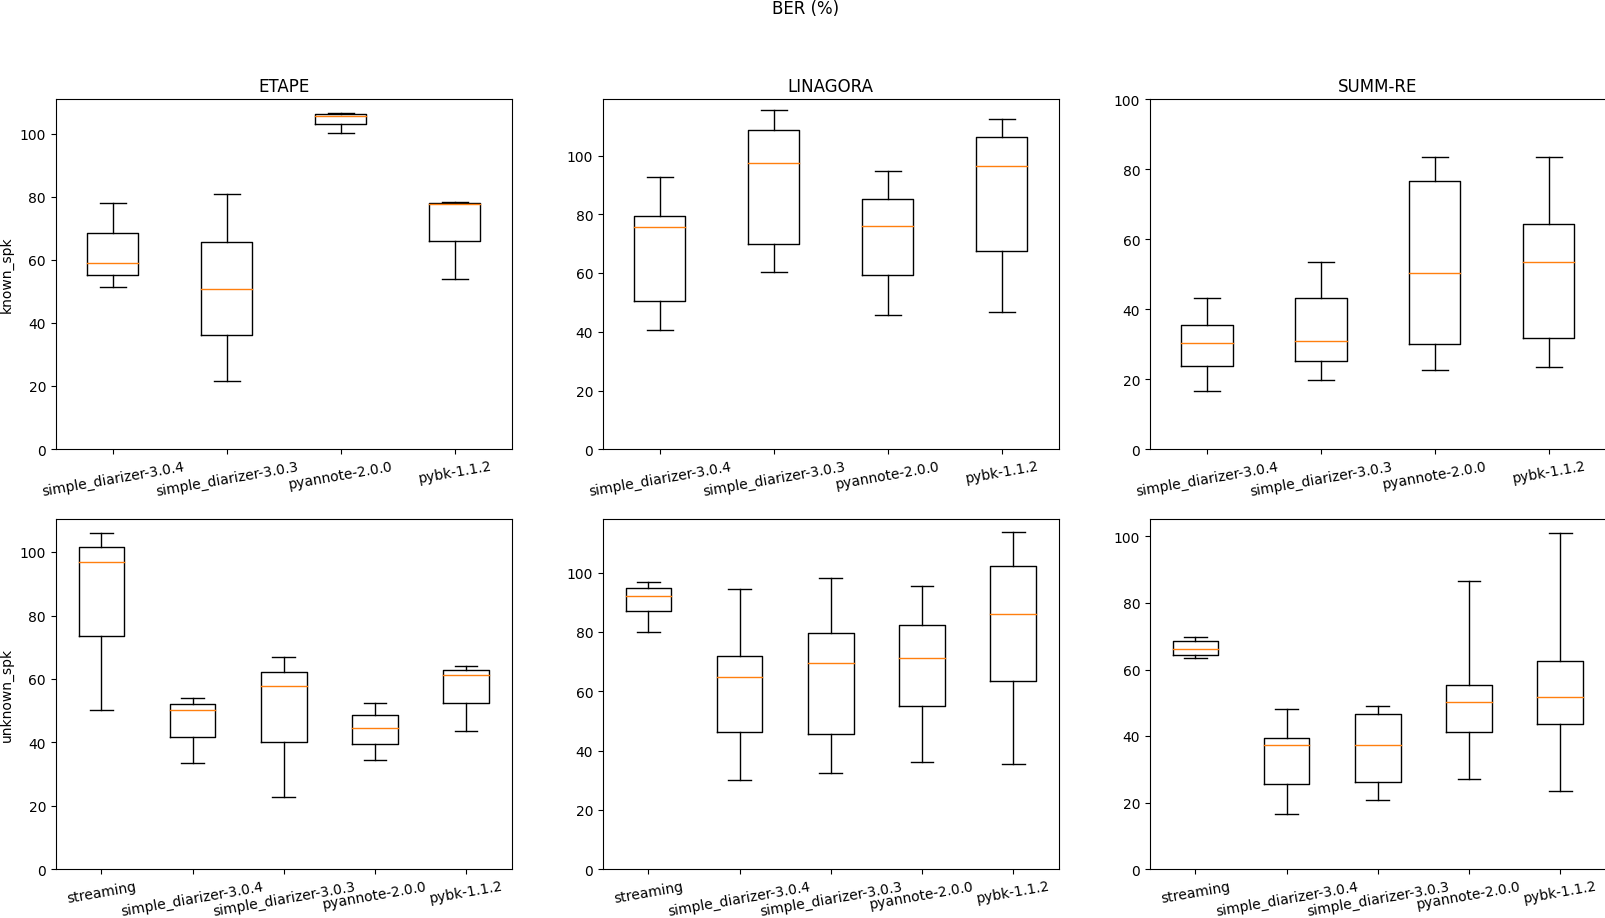 BER (%)
ETAPE
LINAGORA
SUMM-RE
known_spk
100
80
60
40
20
0
simple_diarizer-3.0.4
simple_diarizer-3.0.3
pyannote-2.0.0
pybk-1.1.2
100
80
60
40
20
0
simple_diarizer-3.0.4
simple_diarizer-3.0.3
pyannote-2.0.0
pybk-1.1.2
100
80
60
40
20
0
simple_diarizer-3.0.4
simple_diarizer-3.0.3
pyannote-2.0.0
pybk-1.1.2
unknown_spk
100
80
60
40
20
0
streaming
simple_diarizer-3.0.4
simple_diarizer-3.0.3
pyannote-2.0.0
pybk-1.1.2
100
80
60
40
20
0
streaming
simple_diarizer-3.0.4
simple_diarizer-3.0.3
pyannote-2.0.0
pybk-1.1.2
100
80
60
40
20
0
streaming
simple_diarizer-3.0.4
simple_diarizer-3.0.3
pyannote-2.0.0
pybk-1.1.2